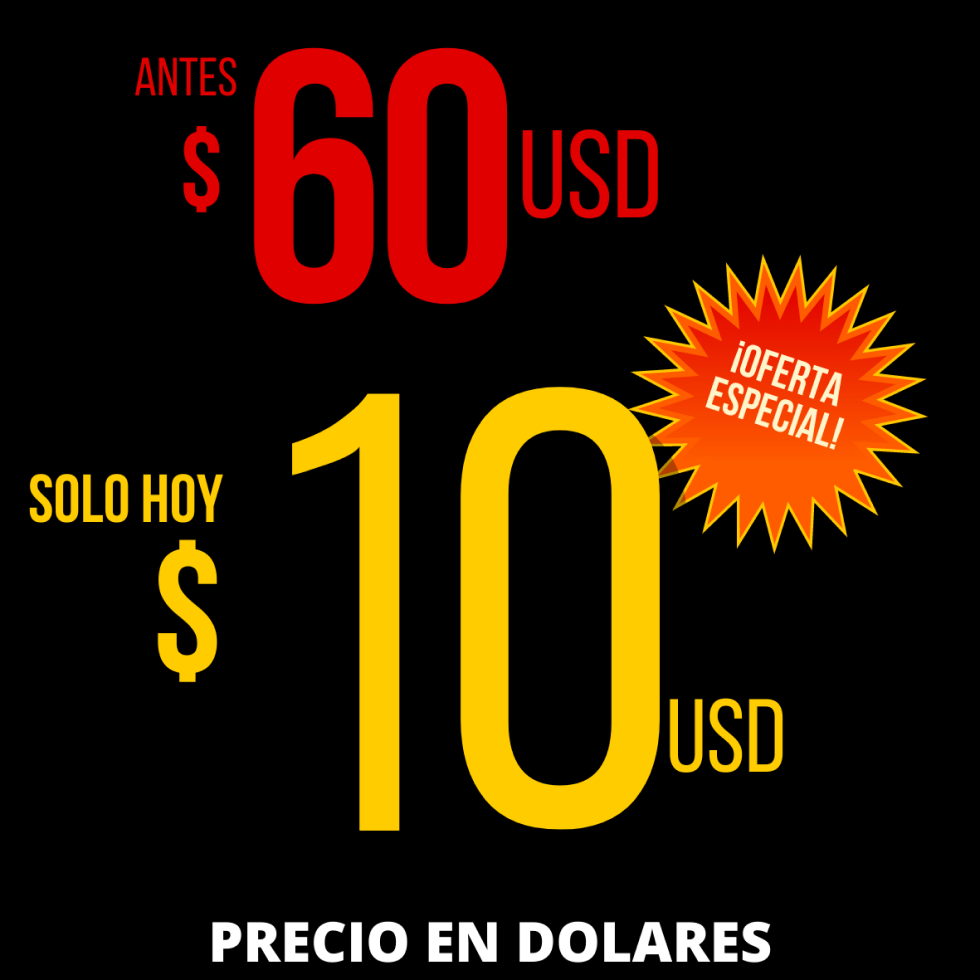 ANTES
$ 60 USD
¡OFERTA
ESPECIAL!
SOLO HOY
$ 10 USD
PRECIO EN DOLARES